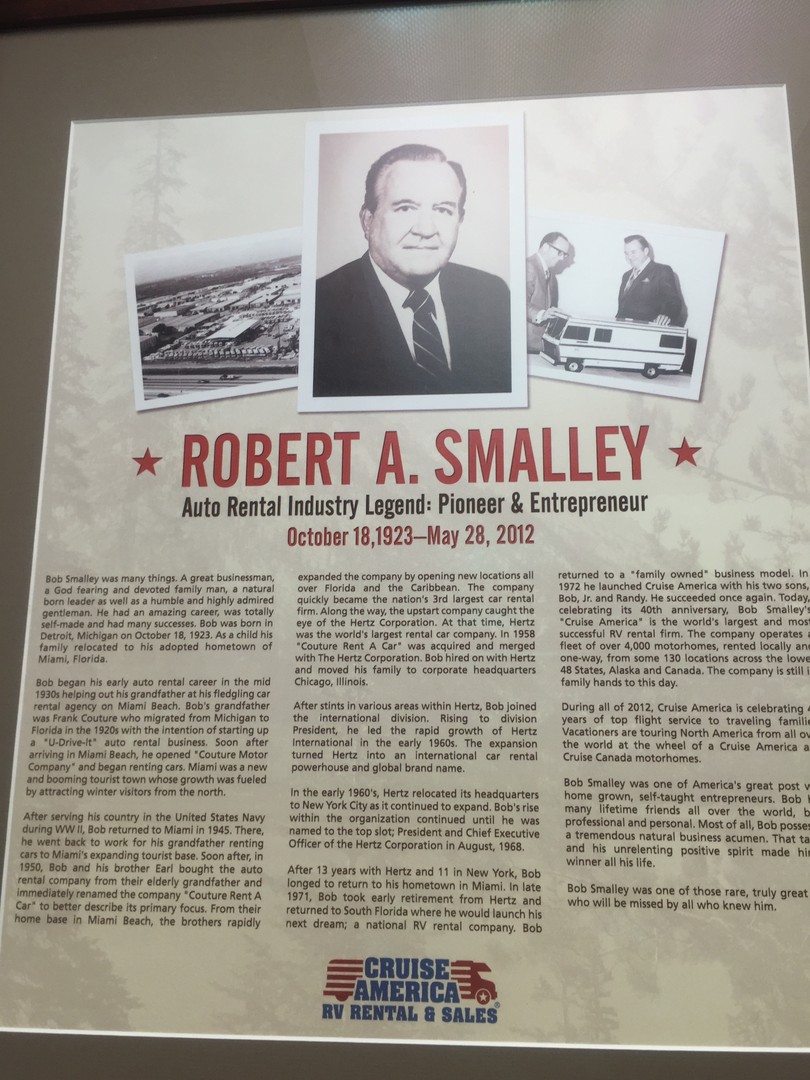 ROBERT A. SMALLEY
Auto Rental Industry Legend: Pioneer & Entrepreneur
October 18,1923—May 28, 2012
Bob Smalley was many things. A great businessman,
a God fearing and devoted family man, a natural
born leader as well as a humble and highly admired
gentleman. He had an amazing career, was totally
self-made and had many successes. Bob was born in
Detroit, Michigan on October 18, 1923. As a child his
family relocated to his adopted hometown of
Miami, Florida.
Bob began his early auto rental career in the mid
1930s helping out his grandfather at his fledgling car
rental agency on Miami Beach. Bob's grandfather
was Frank Couture who migrated from Michigan to
Florida in the 1920s with the intention of starting up
a "U-Drive-It" auto rental business. Soon after
arriving in Miami Beach, he opened "Couture Motor
Company" and began renting cars. Miami was a new
and booming tourist town whose growth was fueled
by attracting winter visitors from the north.
After serving his country in the United States Navy
during WW II, Bob returned to Miami in 1945. There,
he went back to work for his grandfather renting
cars to Miami's expanding tourist base. Soon after, in
1950, Bob and his brother Earl bought the auto
rental company from their elderly grandfather and
immediately renamed the company "Couture Rent A
Car" to better describe its primary focus. From their
home base in Miami Beach, the brothers rapidly
expanded the company by opening new locations all
over Florida and the Caribbean. The company
quickly became the nation's 3rd largest car rental
firm. Along the way, the upstart company caught the
eye of the Hertz Corporation. At that time, Hertz
was the world's largest rental car company. In 1958
"Couture Rent A Car" was acquired and merged
with The Hertz Corporation. Bob hired on with Hertz
and moved his family to corporate headquarters
Chicago, Illinois.
After stints in various areas within Hertz, Bob joined
the international division. Rising to division
President, he led the rapid growth of Hertz
International in the early 1960s. The expansion
turned Hertz into an international car rental
powerhouse and global brand name.
In the early 1960's, Hertz relocated its headquarters
to New York City as it continued to expand. Bob's rise
within the organization continued until he was
named to the top slot; President and Chief Executive
Officer of the Hertz Corporation in August, 1968.
After 13 years with Hertz and 11 in New York, Bob
longed to return to his hometown in Miami. In late
1971, Bob took early retirement from Hertz and
returned to South Florida where he would launch his
next dream; a national RV rental company. Bob
returned to a "family owned" business model. In
1972 he launched Cruise America with his two sons,
Bob, Jr. and Randy. He succeeded once again. Today,
celebrating its 40th anniversary, Bob Smalley's
"Cruise America" is the world's largest and most
successful RV rental firm. The company operates a
fleet of over 4,000 motorhomes, rented locally and
one-way, from some 130 locations across the lowe
48 States, Alaska and Canada. The company is still i
family hands to this day.
During all of 2012, Cruise America is celebrating
years of top flight service to traveling familie
Vacationers are touring North America from all ov
the world at the wheel of a Cruise America a
Cruise Canada motorhomes.
Bob Smalley was one of America's great post w
home grown, self-taught entrepreneurs. Bob
many lifetime friends all over the world, b
professional and personal. Most of all, Bob posses
a tremendous natural business acumen. That ta
and his unrelenting positive spirit made hi
winner all his life.
Bob Smalley was one of those rare, truly great
who will be missed by all who knew him.
CRUISE
AMERICA
RV RENTAL & SALES®